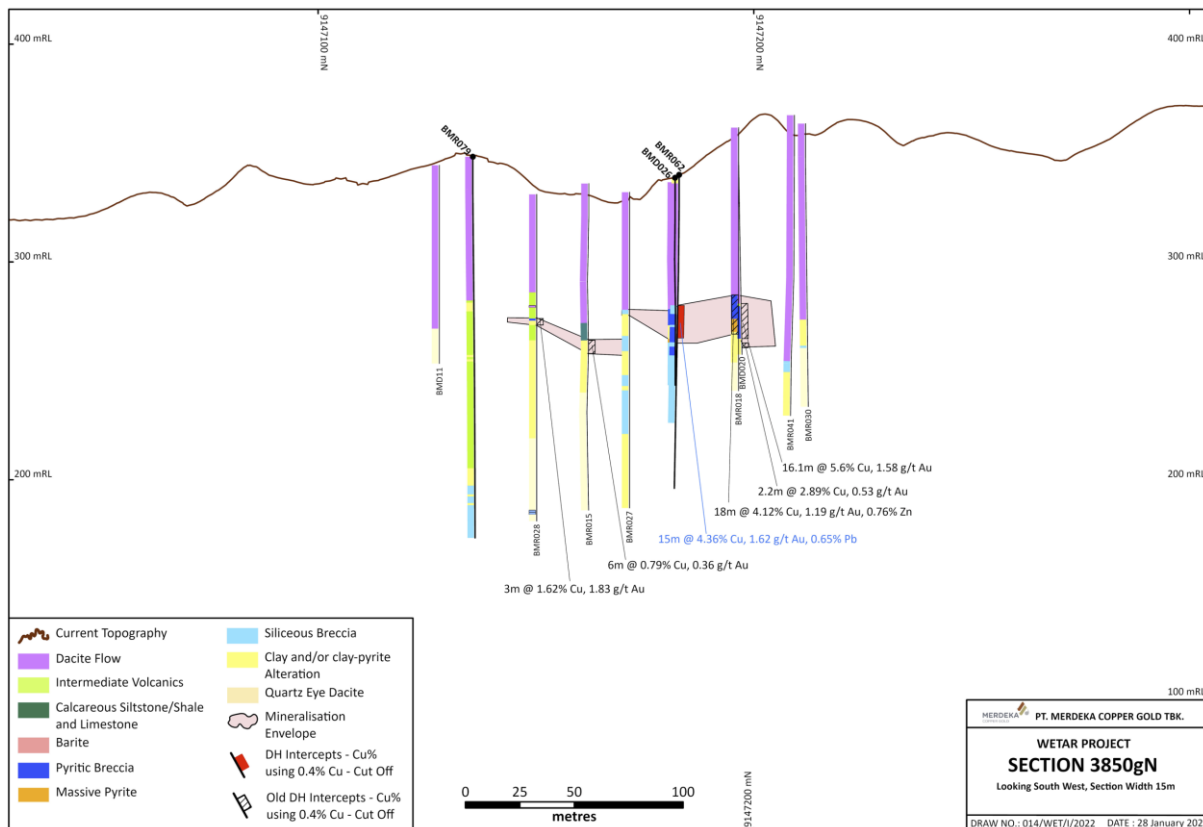 9147100 mN
9147200 mN
400 mRL
400 mRL
300 mRL
300 mRL
200 mRL
200 mRL
100 mRL
BMR079
BMR062
BMD026
BMD11
BMR028
BMR015
BMR027
BMR018
BMD020
BMR041
BMR030
16.1m @ 5.6% Cu, 1.58 g/t Au
2.2m @ 2.89% Cu, 0.53 g/t Au
18m @ 4.12% Cu, 1.19 g/t Au, 0.76% Zn
15m @ 4.36% Cu, 1.62 g/t Au, 0.65% Pb
6m @ 0.79% Cu, 0.36 g/t Au
3m @ 1.62% Cu, 1.83 g/t Au
Current Topography
Dacite Flow
Intermediate Volcanics
Calcareous Siltstone/Shale
and Limestone
Barite
Pyritic Breccia
Massive Pyrite
Siliceous Breccia
Clay and/or clay-pyrite
Alteration
Quartz Eye Dacite
Mineralisation
Envelope
DH Intercepts - Cu%
using 0.4% Cu - Cut Off
Old DH Intercepts - Cu%
using 0.4% Cu - Cut Off
0 25 50 100
metres
9147200 mN
MERDEKA
PT. MERDEKA COPPER GOLD TBK.
WETAR PROJECT
SECTION 3850gN
Looking South West, Section Width 15m
DRAW NO.: 014/WET/I/2022 DATE : 28 January 202